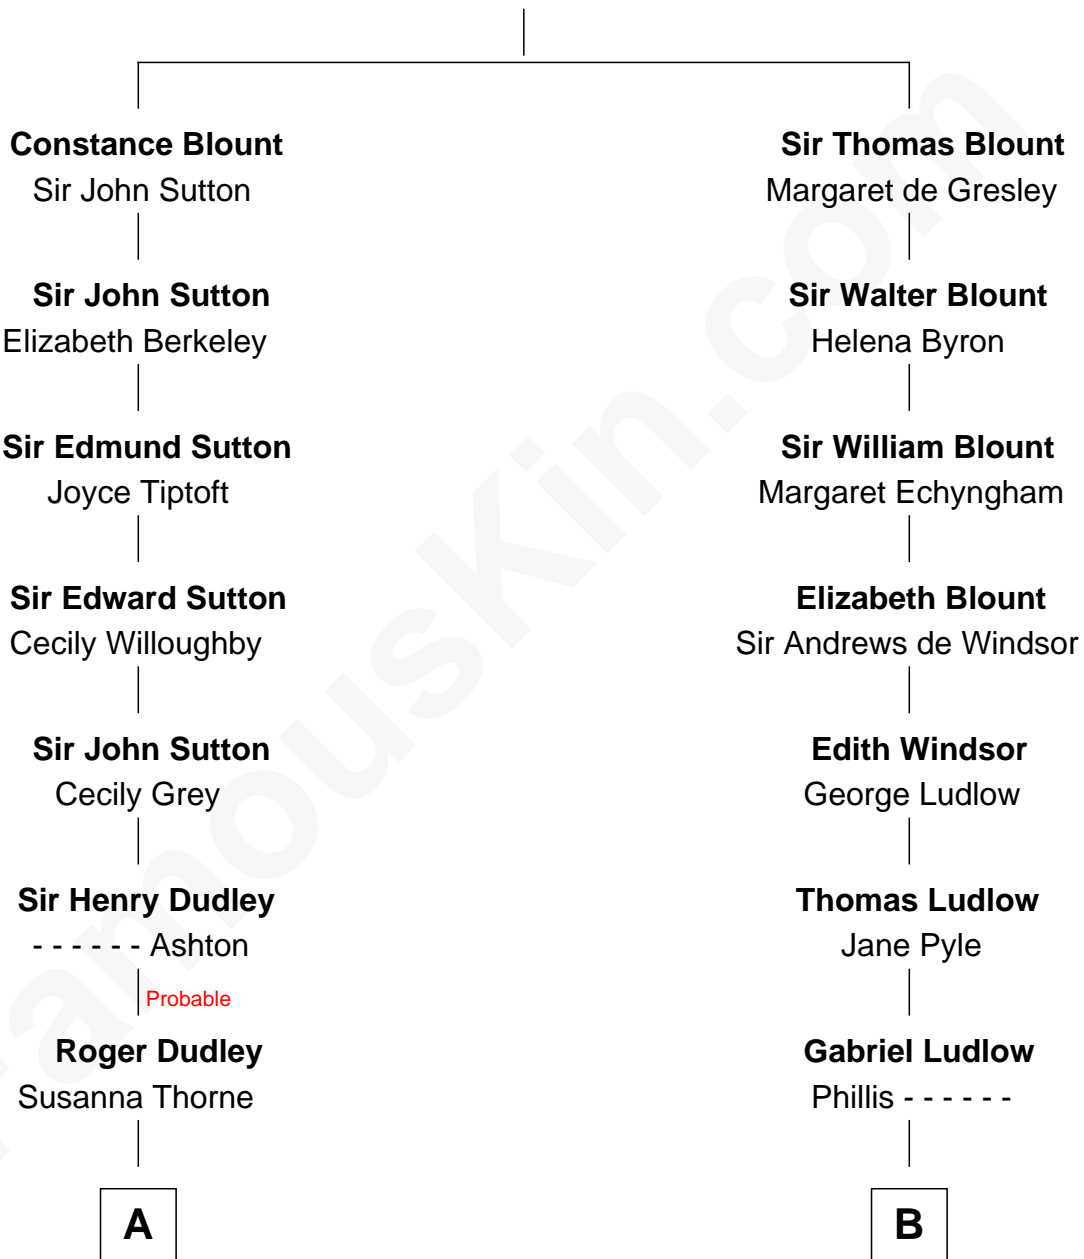 Constance Blount
Sir John Sutton
Sir Thomas Blount
Margaret de Gresley
Sir John Sutton
Elizabeth Berkeley
Sir Walter Blount
Helena Byron
Sir Edmund Sutton
Joyce Tiptoft
Sir William Blount
Margaret Echyngham
Sir Edward Sutton
Cecily Willoughby
Elizabeth Blount
Sir Andrews de Windsor
Sir John Sutton
Cecily Grey
Edith Windsor
George Ludlow
Sir Henry Dudley
- - - - - - Ashton
Thomas Ludlow
Jane Pyle
Probable
Roger Dudley
Susanna Thorne
Gabriel Ludlow
Phillis - - - - - -
A
B
FamousKin.com